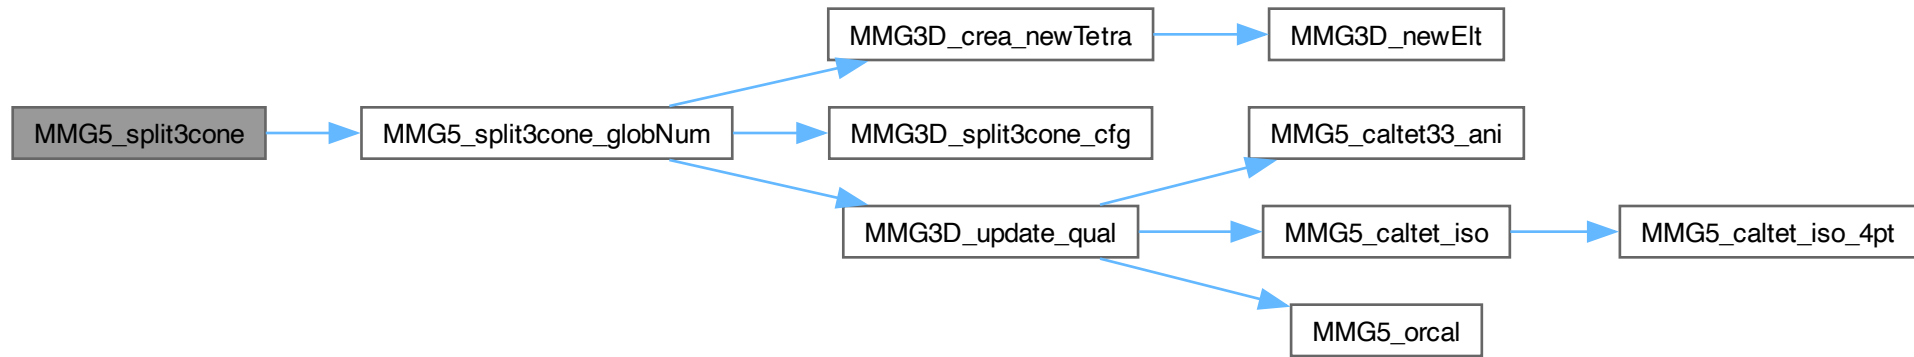 MMG5_split3cone
MMG5_split3cone_globNum
MMG3D_crea_newTetra
MMG3D_newElt
MMG3D_split3cone_cfg
MMG3D_update_qual
MMG5_caltet33_ani
MMG5_caltet_iso
MMG5_caltet_iso_4pt
MMG5_orcal